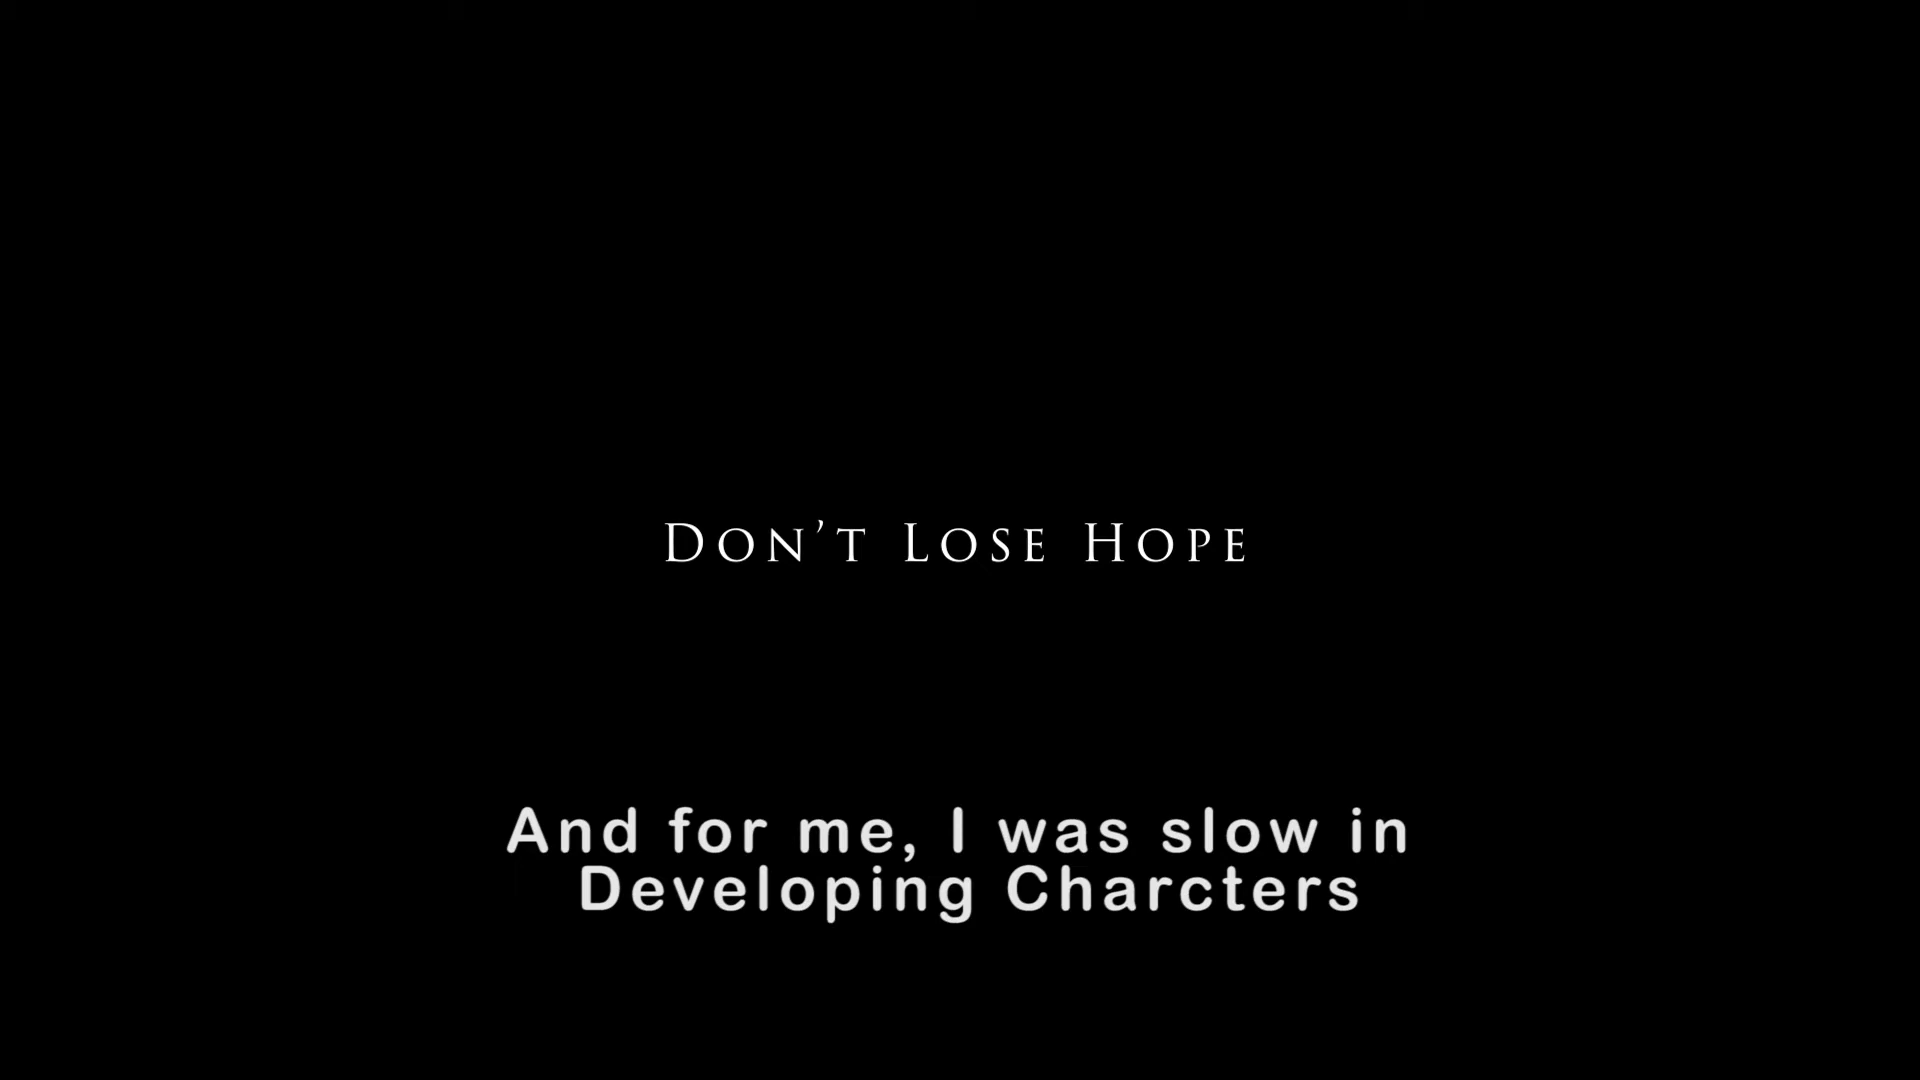 Don’t Lose Hope
And for me, I was slow in
Developing Charcters